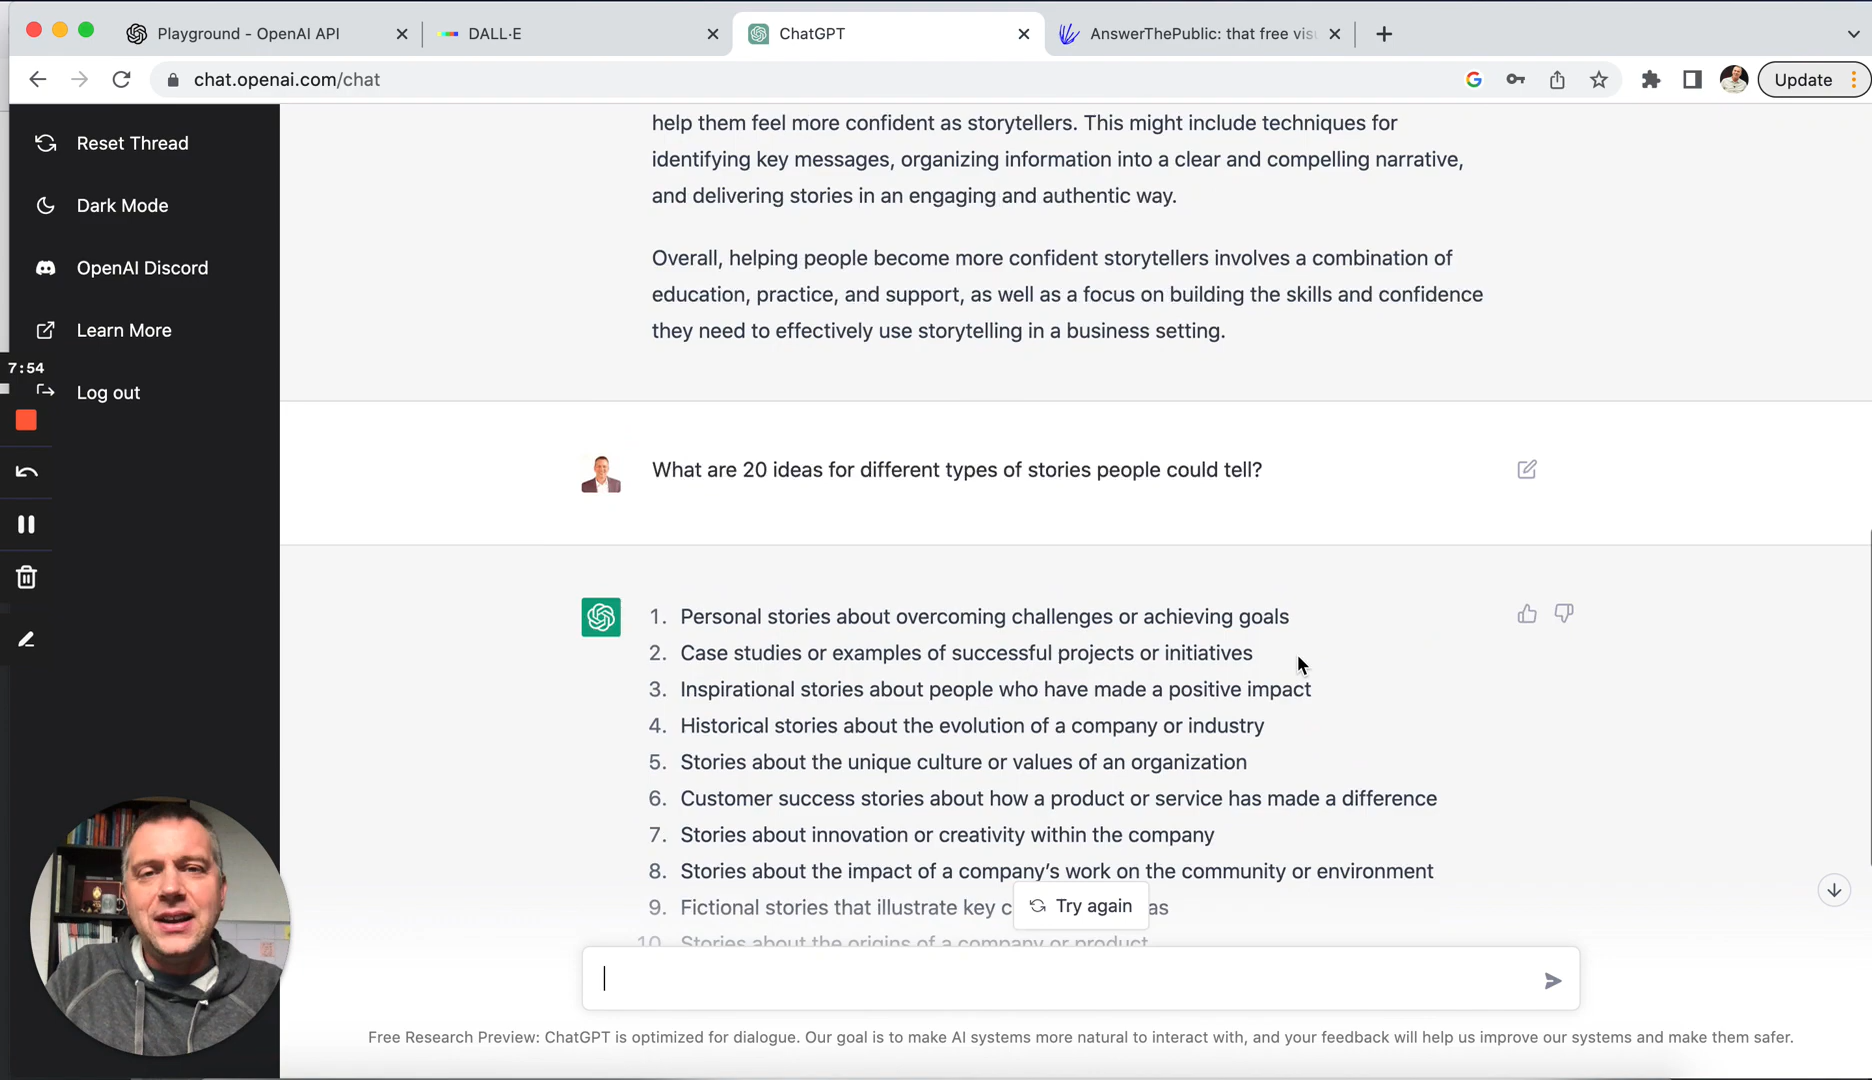 Playground - OpenAI API
DALL·E
ChatGPT
AnswerThePublic: that free visu
chat.openai.com/chat
Update
Reset Thread
Dark Mode
OpenAI Discord
Learn More
7:54
Log out
help them feel more confident as storytellers. This might include techniques for
identifying key messages, organizing information into a clear and compelling narrative,
and delivering stories in an engaging and authentic way.
Overall, helping people become more confident storytellers involves a combination of
education, practice, and support, as well as a focus on building the skills and confidence
they need to effectively use storytelling in a business setting.
What are 20 ideas for different types of stories people could tell?
1. Personal stories about overcoming challenges or achieving goals
2. Case studies or examples of successful projects or initiatives
3. Inspirational stories about people who have made a positive impact
4. Historical stories about the evolution of a company or industry
5. Stories about the unique culture or values of an organization
6. Customer success stories about how a product or service has made a difference
7. Stories about innovation or creativity within the company
8. Stories about the impact of a company's work on the community or environment
9. Fictional stories that illustrate key c
as
Try again
10. Stories about the origins of a company or product
Free Research Preview: ChatGPT is optimized for dialogue. Our goal is to make AI systems more natural to interact with, and your feedback will help us improve our systems and make them safer.